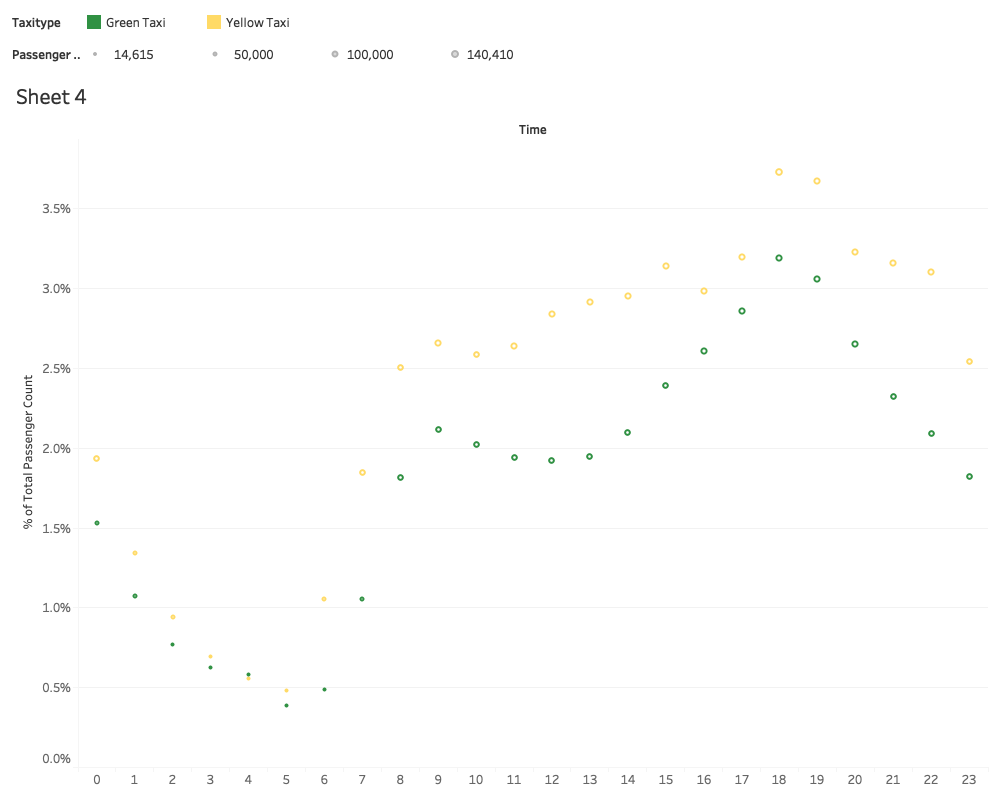 Taxitype Green Taxi Yellow Taxi
Passenger .. 14,615 50,000 100,000 140,410
Sheet 4
Time
% of Total Passenger Count
3.5%
3.0%
2.5%
2.0%
1.5%
1.0%
0.5%
0.0%
0 1 2 3 4 5 6 7 8 9 10 11 12 13 14 15 16 17 18 19 20 21 22 23